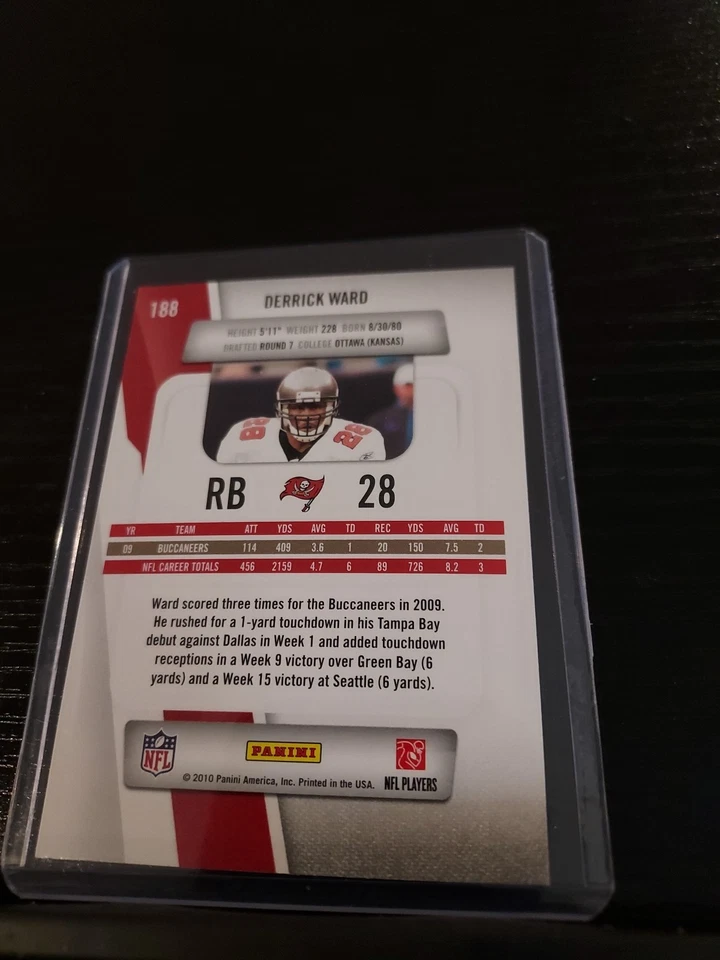 188
DERRICK WARD
HEIGHT 5'11" WEIGHT 228 BORN 8/30/80
DRAFTED ROUND 7 COLLEGE OTTAWA (KANSAS)
28 28
RB 28
YR TEAM ATT YDS AVG TD REC YDS AVG TD
09 BUCCANEERS 114 409 3.6 1 20 150 7.5 2
NFL CAREER TOTALS 456 2159 4.7 6 89 726 8.2 3
Ward scored three times for the Buccaneers in 2009.
He rushed for a 1-yard touchdown in his Tampa Bay
debut against Dallas in Week 1 and added touchdown
receptions in a Week 9 victory over Green Bay (6
yards) and a Week 15 victory at Seattle (6 yards).
NFL
PANINI
© 2010 Panini America, Inc. Printed in the USA.
NFL PLAYERS